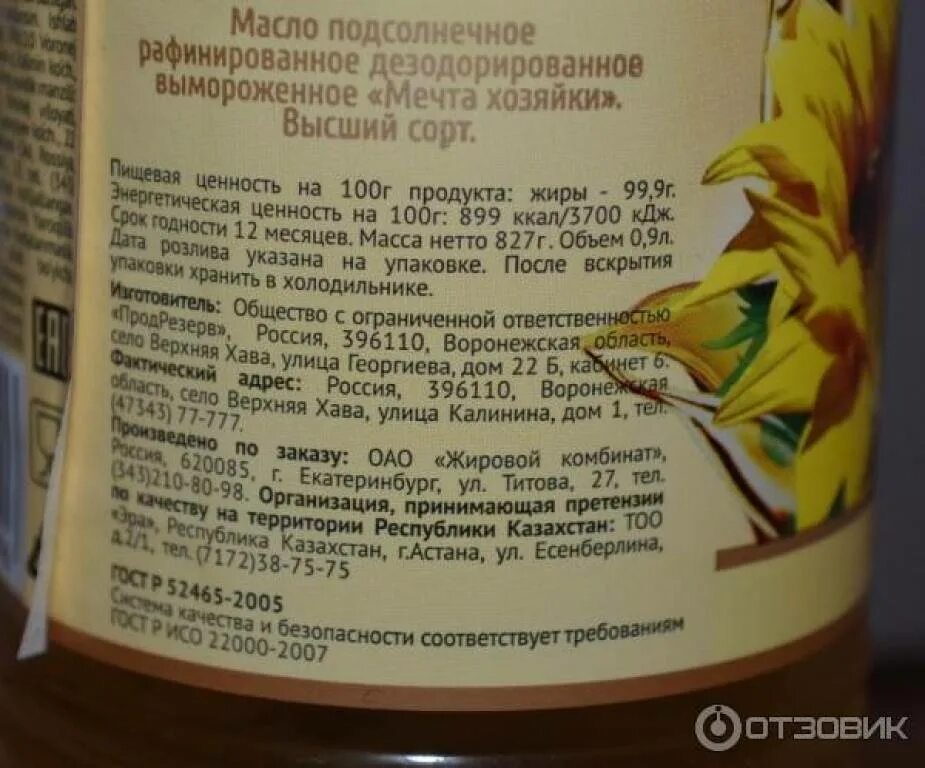 Масло подсолнечное
рафинированное дезодорированное
вымороженное «Мечта хозяйки».
Высший сорт.
Пищевая ценность на 100г продукта: жиры - 99,9г.
Энергетическая ценность на 100г: 899 ккал/3700 кДж.
Срок годности 12 месяцев. Масса нетто 827г. Объем 0,9л.
Дата розлива указана на упаковке. После вскрытия
упаковки хранить в холодильнике.
Изготовитель: Общество с ограниченной ответственностью
«ПродРезерв», Россия, 396110, Воронежская область,
село Верхняя Хава, улица Георгиева, дом 22 Б, кабинет 6.
Фактический адрес: Россия, 396110, Воронежская
область, село Верхняя Хава, улица Калинина, дом 1, тел.
(47343) 77-777.
Произведено по заказу: ОАО «Жировой комбинат»,
Россия, 620085, г. Екатеринбург, ул. Титова, 27, тел.
(343)210-80-98. Организация, принимающая претензии
по качеству на территории Республики Казахстан: ТОО
«Эра», Республика Казахстан, г.Астана, ул. Есенберлина,
д.2/1, тел.(7172)38-75-75
ГОСТ Р 52465-2005
Система качества и безопасности соответствует требованиям
ГОСТ Р ИСО 22000-2007
EAC
ОТЗОВИК